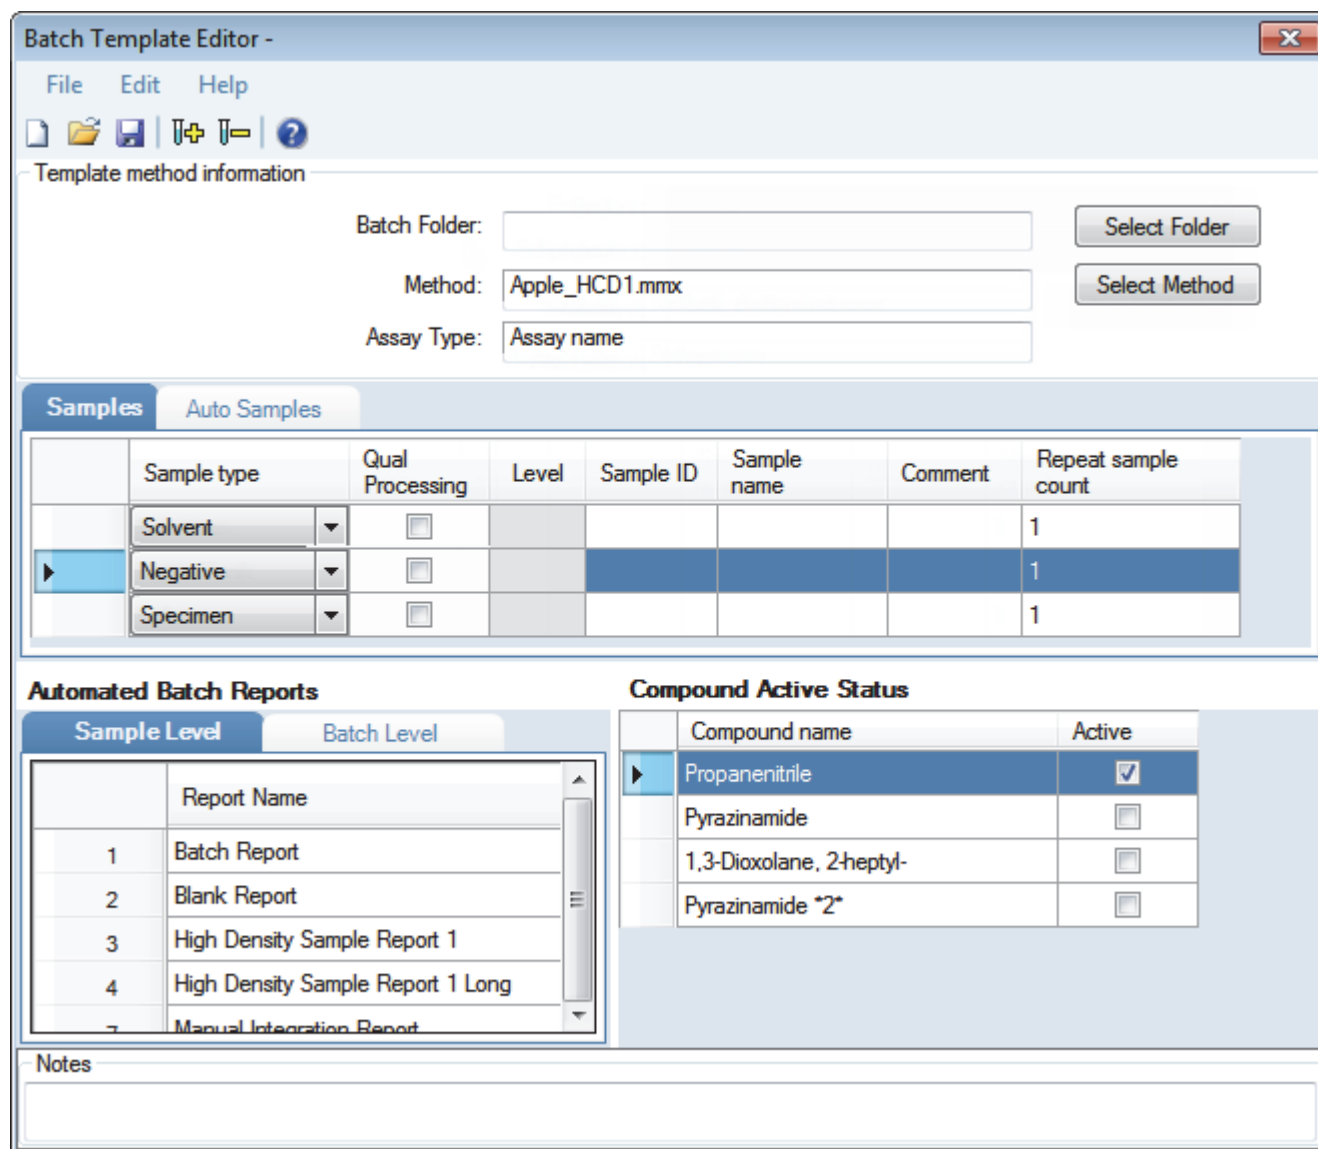 Batch Template Editor -
File Edit Help
Template method information
Batch Folder: Select Folder
Method: Apple_HCD1.mmx Select Method
Assay Type: Assay name
Samples Auto Samples
Sample type Qual Processing Level Sample ID Sample name Comment Repeat sample count
Solvent 1
Negative 1
Specimen 1
Automated Batch Reports
Sample Level Batch Level
Report Name
1 Batch Report
2 Blank Report
3 High Density Sample Report 1
4 High Density Sample Report 1 Long
7 Manual Integration Report
Compound Active Status
Compound name Active
Propanenitrile
Pyrazinamide
1,3-Dioxolane, 2-heptyl-
Pyrazinamide *2*
Notes